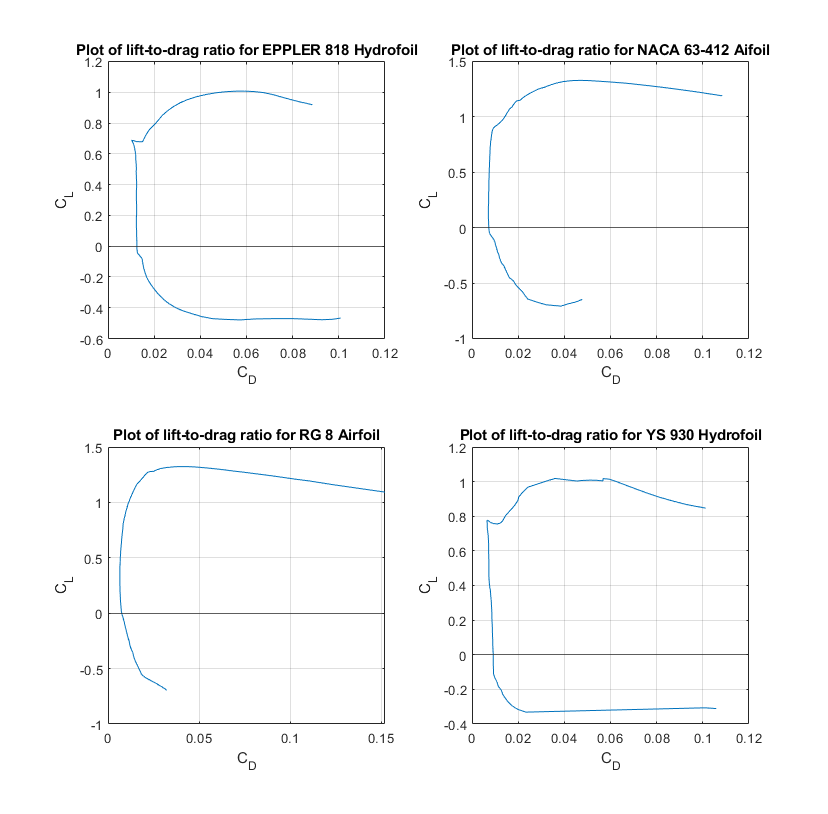 Plot of lift-to-drag ratio for EPPLER 818 Hydrofoil
1.2
1
0.8
0.6
0.4
0.2
0
-0.2
-0.4
-0.6
C_L
0 0.02 0.04 0.06 0.08 0.1 0.12
C_D
Plot of lift-to-drag ratio for NACA 63-412 Aifoil
1.5
1
0.5
0
-0.5
-1
C_L
0 0.02 0.04 0.06 0.08 0.1 0.12
C_D
Plot of lift-to-drag ratio for RG 8 Airfoil
1.5
1
0.5
0
-0.5
-1
C_L
0 0.05 0.1 0.15
C_D
Plot of lift-to-drag ratio for YS 930 Hydrofoil
1.2
1
0.8
0.6
0.4
0.2
0
-0.2
-0.4
C_L
0 0.02 0.04 0.06 0.08 0.1 0.12
C_D